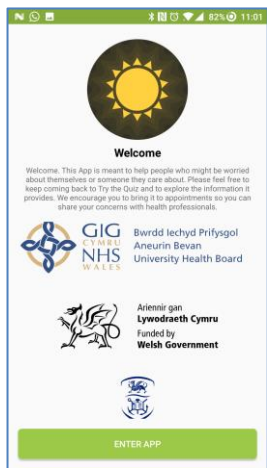 82% 11:01
Welcome
Welcome. This App is meant to help people who might be worried
about themselves or someone they care about. Please feel free to
keep coming back to Try the Quiz and to explore the information it
provides. We encourage you to bring it to appointments so you can
share your concerns with health professionals.
GIG
CYMRU
NHS
WALES
Bwrdd Iechyd Prifysgol
Aneurin Bevan
University Health Board
Ariennir gan
Lywodraeth Cymru
Funded by
Welsh Government
ENTER APP